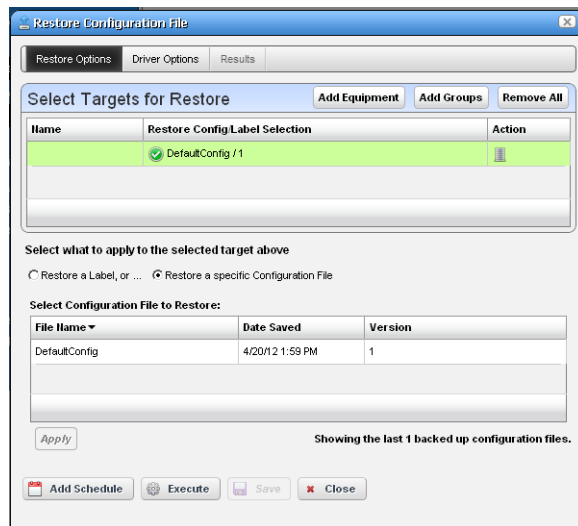 Restore Configuration File
Restore Options Driver Options Results
Select Targets for Restore Add Equipment Add Groups Remove All
Name Restore Config/Label Selection Action
DefaultConfig / 1
Select what to apply to the selected target above
Restore a Label, or ... Restore a specific Configuration File
Select Configuration File to Restore:
File Name Date Saved Version
DefaultConfig 4/20/12 1:59 PM 1
Apply Showing the last 1 backed up configuration files.
Add Schedule Execute Save Close